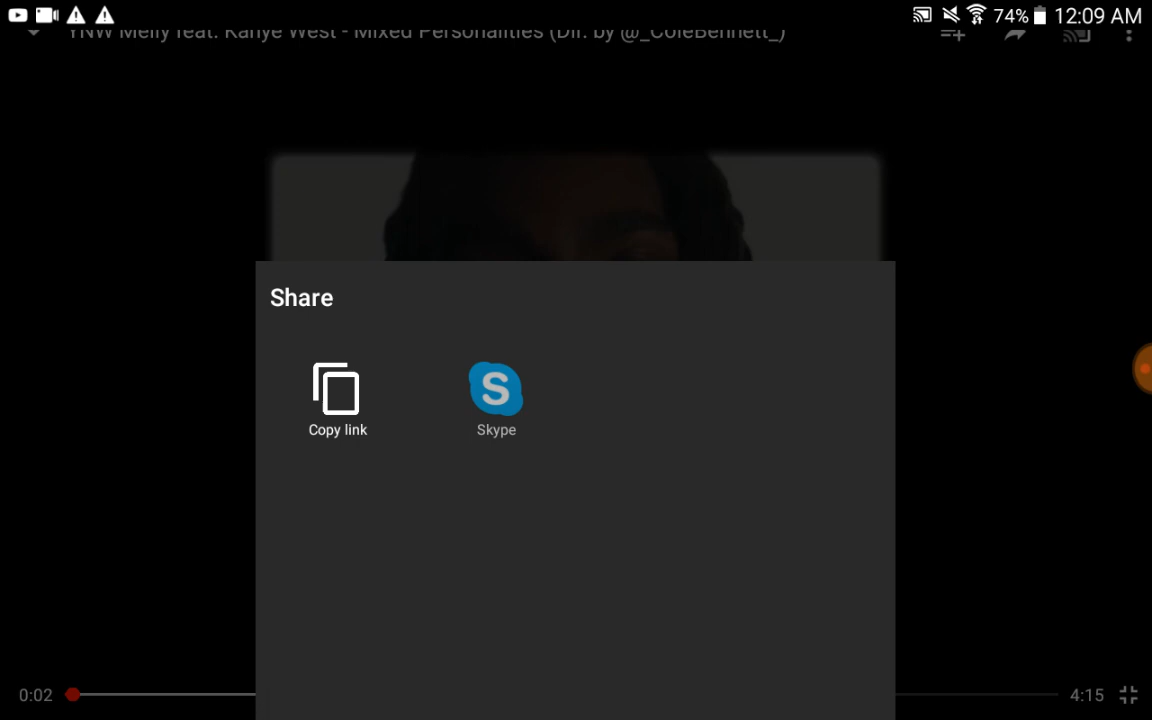 74% 12:09 AM
YNW Melly feat. Kanye West - Mixed Personalities (Dir. by @_ColeBennett_)
Share
S
Copy link
Skype
0:02
4:15